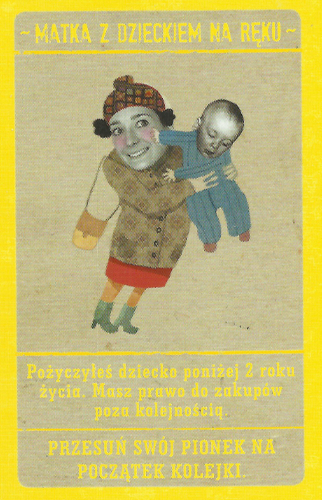 ~ MATKA Z DZIECKIEM NA RĘKU ~
Pożyczyłeś dziecko poniżej 2 roku
życia. Masz prawo do zakupów
poza kolejnością.
PRZESUŃ SWÓJ PIONEK NA
POCZĄTEK KOLEJKI.